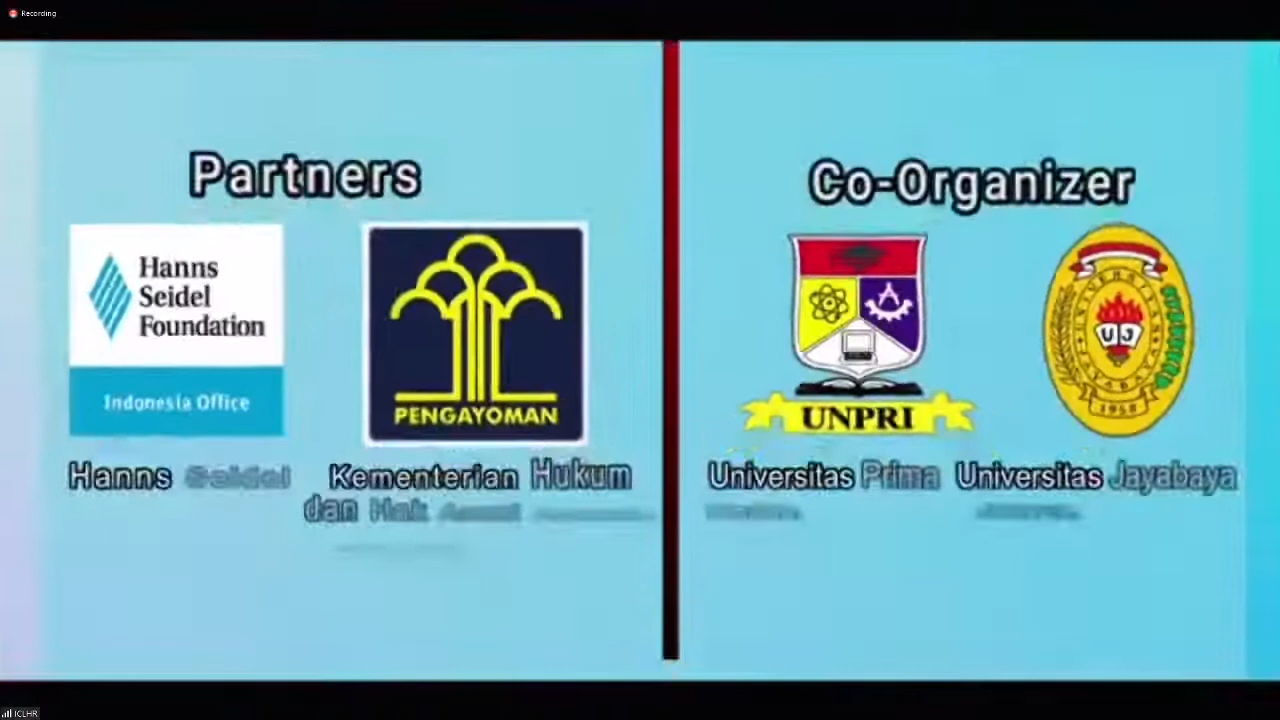 Recording
Partners
Co-Organizer
Hanns
Seidel
Foundation
Indonesia Office
PENGAYOMAN
UNPRI
UJ
1958
Hanns Seidel
Kementerian Hukum
dan Hak
Universitas Prima
Universitas Jayabaya
ICLHR